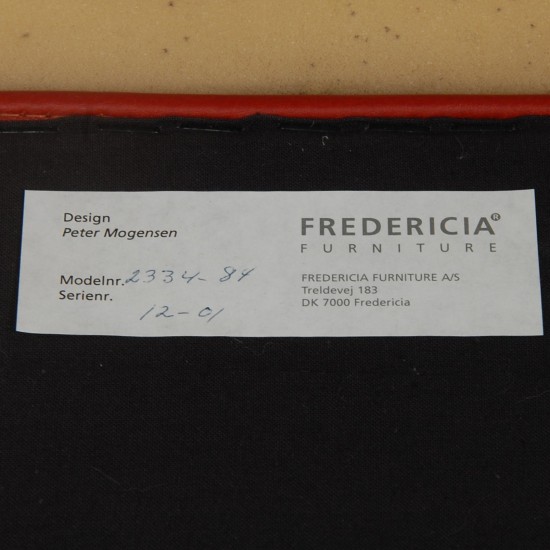 Design
Peter Mogensen
Modelnr. 2334-84
Serienr.
12-01
FREDERICIA®
FURNITURE
FREDERICIA FURNITURE A/S
Treldevej 183
DK 7000 Fredericia